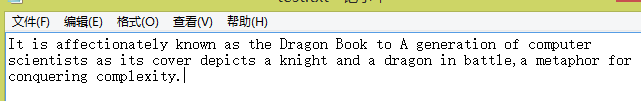 文件(F) 编辑(E) 格式(O) 查看(V) 帮助(H)
It is affectionately known as the Dragon Book to A generation of computer
scientists as its cover depicts a knight and a dragon in battle,a metaphor for
conquering complexity.